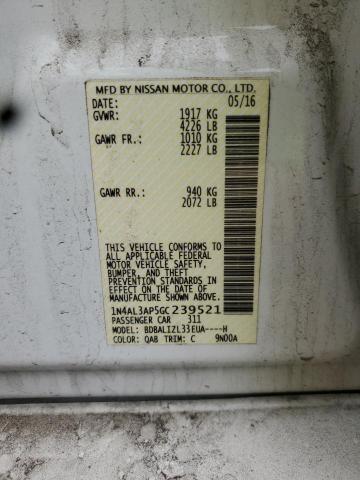 MFD BY NISSAN MOTOR CO., LTD.
DATE: 05/16
GVWR: 1917 KG
4226 LB
GAWR FR.: 1010 KG
2227 LB
GAWR RR.: 940 KG
2072 LB
THIS VEHICLE CONFORMS TO
ALL APPLICABLE FEDERAL
MOTOR VEHICLE SAFETY,
BUMPER, AND THEFT
PREVENTION STANDARDS
IN EFFECT ON THE DATE OF
MANUFACTURE SHOWN ABOVE.
1N4AL3AP5GC239521
PASSENGER CAR 311
MODEL: BDBALIZL33EUA----H
COLOR: QAB TRIM: C 9N00A